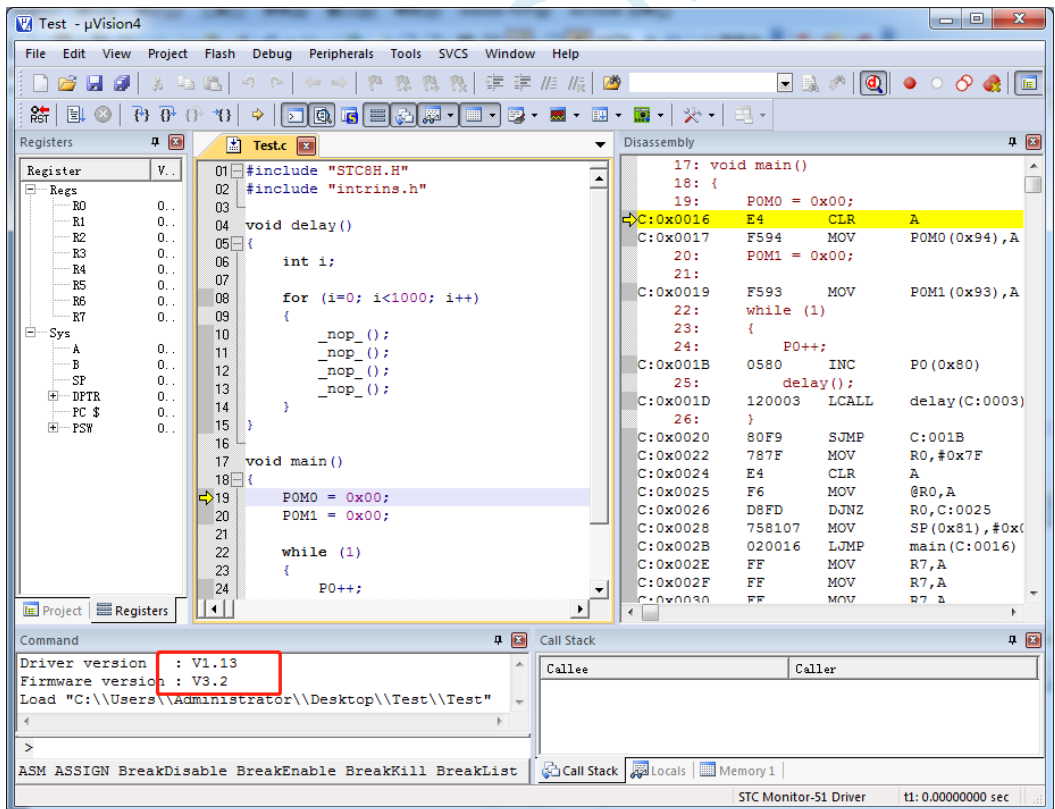 Test - µVision4
File Edit View Project Flash Debug Peripherals Tools SVCS Window Help
RST
Registers
Register V..
Regs
R0 0..
R1 0..
R2 0..
R3 0..
R4 0..
R5 0..
R6 0..
R7 0..
Sys
A 0..
B 0..
SP 0..
DPTR 0..
PC $ 0..
PSW 0..
Project Registers
Test.c
01 #include "STC8H.H"
02 #include "intrins.h"
03
04 void delay()
05 {
06 int i;
07
08 for (i=0; i<1000; i++)
09 {
10 _nop_();
11 _nop_();
12 _nop_();
13 _nop_();
14 }
15 }
16
17 void main()
18 {
19 P0M0 = 0x00;
20 P0M1 = 0x00;
21
22 while (1)
23 {
24 P0++;
Disassembly
17: void main()
18: {
19: P0M0 = 0x00;
C:0x0016 E4 CLR A
C:0x0017 F594 MOV P0M0(0x94),A
20: P0M1 = 0x00;
21:
C:0x0019 F593 MOV P0M1(0x93),A
22: while (1)
23: {
24: P0++;
C:0x001B 0580 INC P0(0x80)
25: delay();
C:0x001D 120003 LCALL delay(C:0003)
26: }
C:0x0020 80F9 SJMP C:001B
C:0x0022 787F MOV R0,#0x7F
C:0x0024 E4 CLR A
C:0x0025 F6 MOV @R0,A
C:0x0026 D8FD DJNZ R0,C:0025
C:0x0028 758107 MOV SP(0x81),#0x
C:0x002B 020016 LJMP main(C:0016)
C:0x002E FF MOV R7,A
C:0x002F FF MOV R7,A
C:0x0030 FF MOV R7,A
Command
Driver version : V1.13
Firmware version : V3.2
Load "C:\\Users\\Administrator\\Desktop\\Test\\Test"
>
ASM ASSIGN BreakDisable BreakEnable BreakKill BreakList
Call Stack
Callee Caller
Call Stack Locals Memory 1
STC Monitor-51 Driver t1: 0.00000000 sec